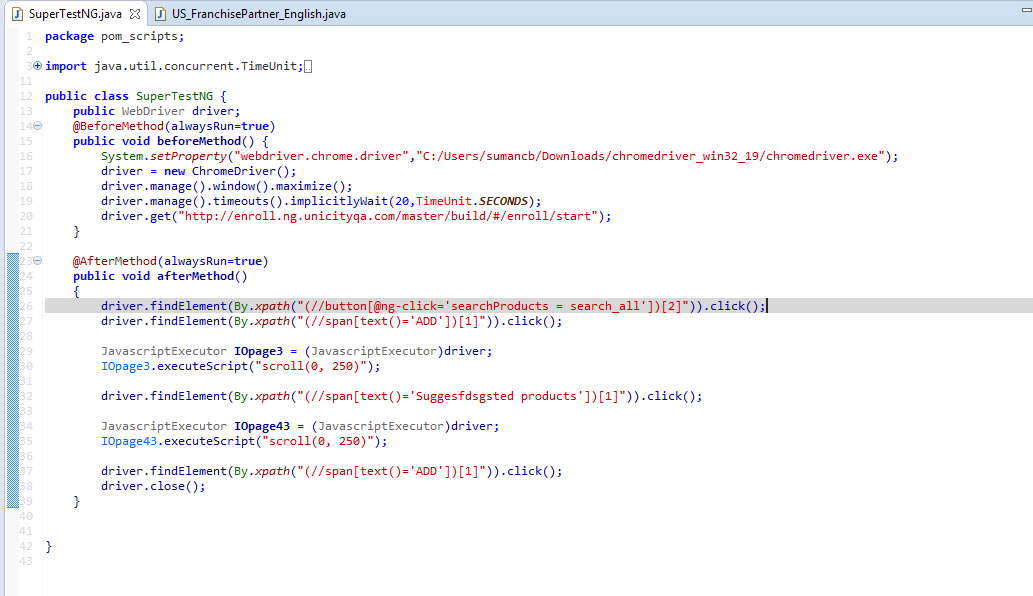 SuperTestNG.java US_FranchisePartner_English.java
1 package pom_scripts;
2
3 import java.util.concurrent.TimeUnit;
11
12 public class SuperTestNG {
13 public WebDriver driver;
14 @BeforeMethod(alwaysRun=true)
15 public void beforeMethod() {
16 System.setProperty("webdriver.chrome.driver","C:/Users/sumancb/Downloads/chromedriver_win32_19/chromedriver.exe");
17 driver = new ChromeDriver();
18 driver.manage().window().maximize();
19 driver.manage().timeouts().implicitlyWait(20,TimeUnit.SECONDS);
20 driver.get("http://enroll.ng.unicityqa.com/master/build/#/enroll/start");
21 }
22
23 @AfterMethod(alwaysRun=true)
24 public void afterMethod()
25 {
26 driver.findElement(By.xpath("(//button[@ng-click='searchProducts = search_all'])[2]")).click();
27 driver.findElement(By.xpath("(//span[text()='ADD'])[1]")).click();
28
29 JavascriptExecutor IOpage3 = (JavascriptExecutor)driver;
30 IOpage3.executeScript("scroll(0, 250)");
31
32 driver.findElement(By.xpath("(//span[text()='Suggesfdsgsted products'])[1]")).click();
33
34 JavascriptExecutor IOpage43 = (JavascriptExecutor)driver;
35 IOpage43.executeScript("scroll(0, 250)");
36
37 driver.findElement(By.xpath("(//span[text()='ADD'])[1]")).click();
38 driver.close();
39 }
40
41
42 }
43